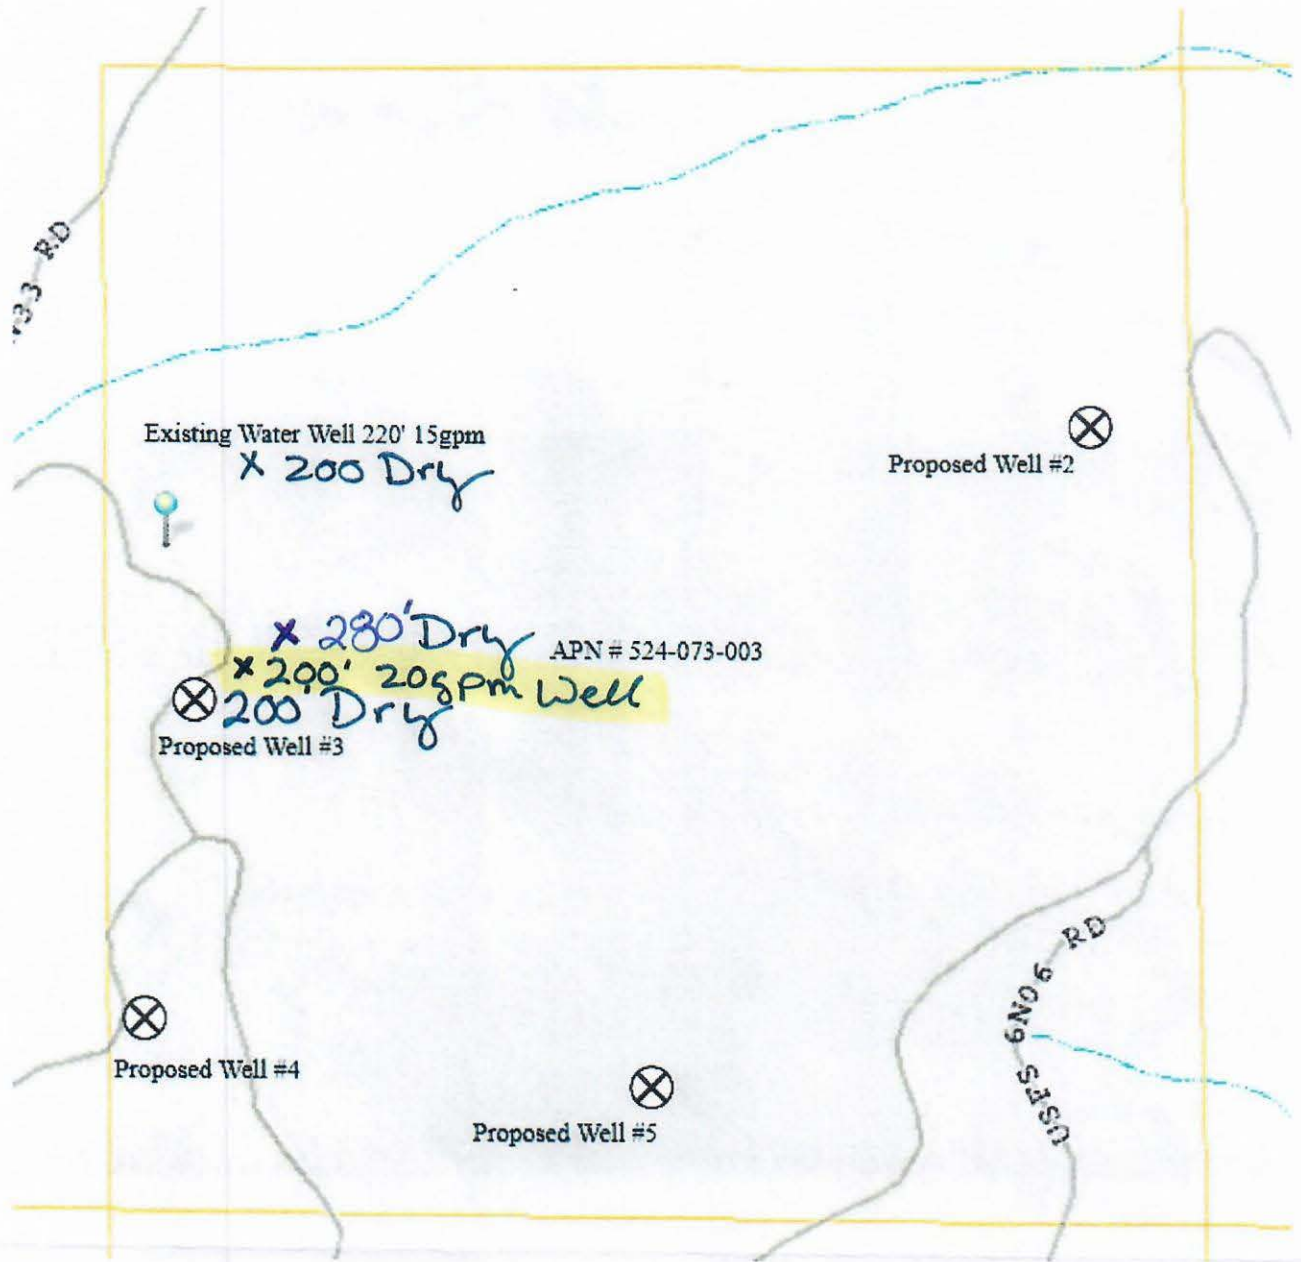 33 RD
Existing Water Well 220' 15gpm
X 200 Dry
Proposed Well #2
X 280' Dry
APN # 524-073-003
X 200' 20gpm Well
200' Dry
Proposed Well #3
RD
USFS 6N06
Proposed Well #4
Proposed Well #5